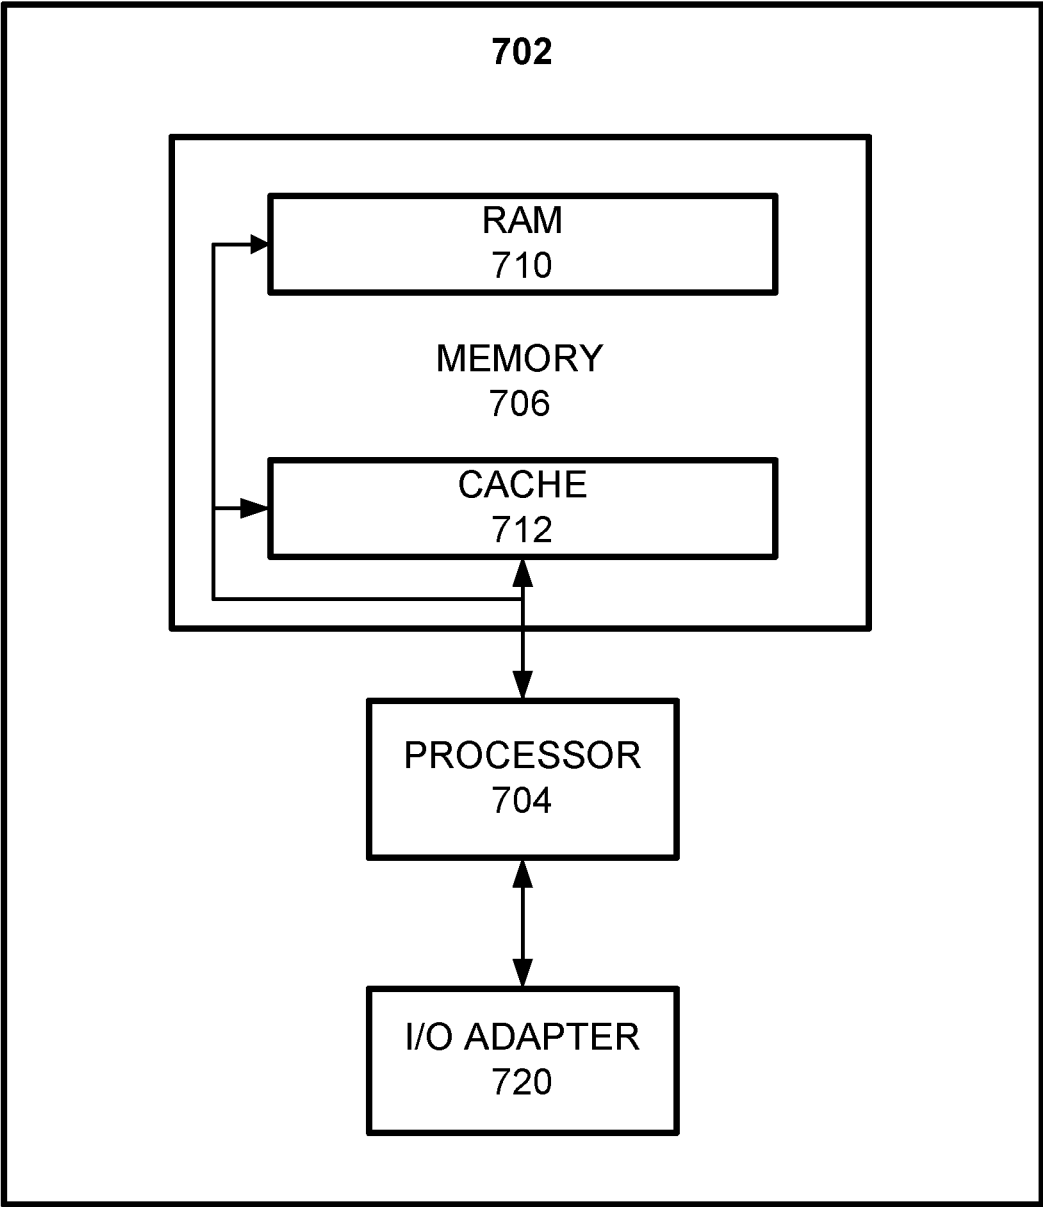 702
RAM
710
MEMORY
706
CACHE
712
PROCESSOR
704
I/O ADAPTER
720